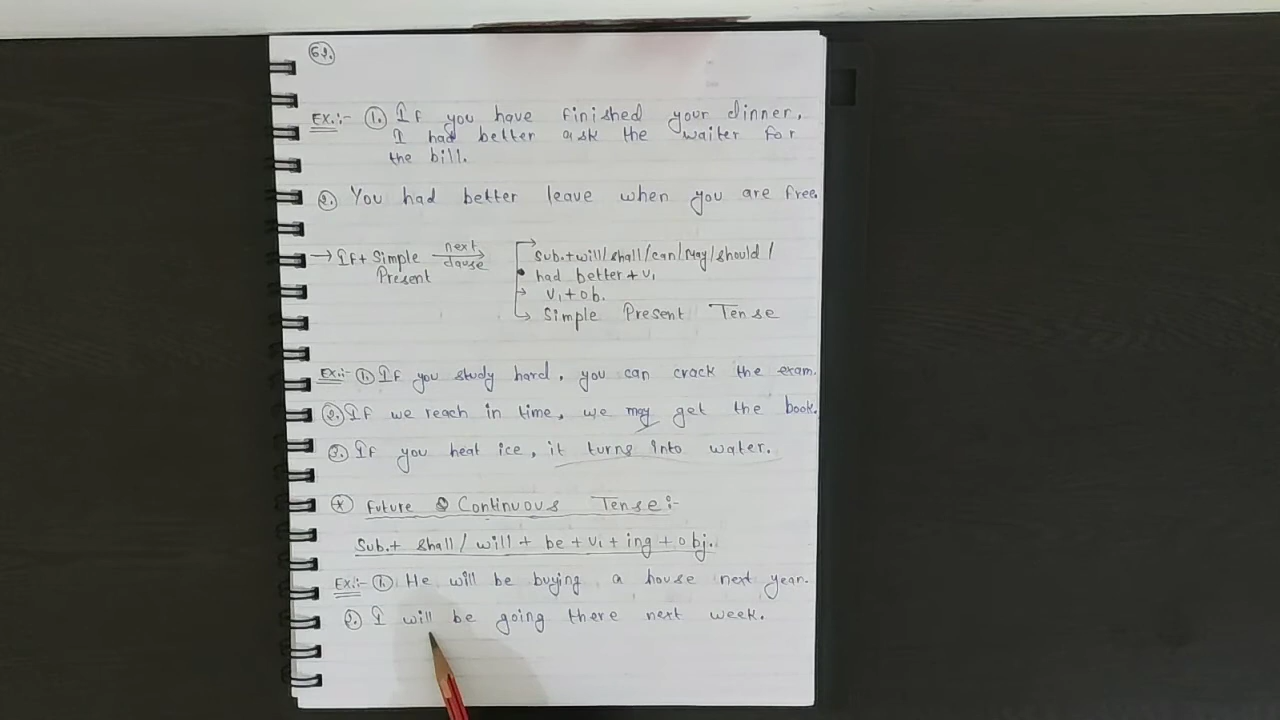 62.
Ex.:- 1. If you have finished your dinner,
I had better ask the waiter for
the bill.
2. You had better leave when you are free.
→ If + Simple Present next clause → Sub. + will/shall/can/may/should/
had better + V1
→ V1 + ob.
→ Simple Present Tense
Ex:- 1. If you study hard, you can crack the exam.
2. If we reach in time, we may get the book.
3. If you heat ice, it turns into water.
* Future Continuous Tense:-
Sub. + shall/will + be + V1 + ing + obj.
Ex.:- 1. He will be buying a house next year.
2. I will be going there next week.